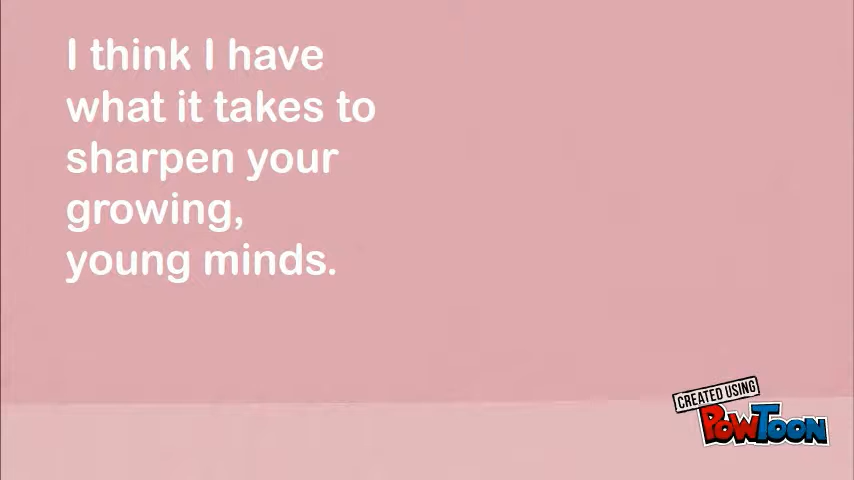 I think I have
what it takes to
sharpen your
growing,
young minds.
CREATED USING
POWTOON